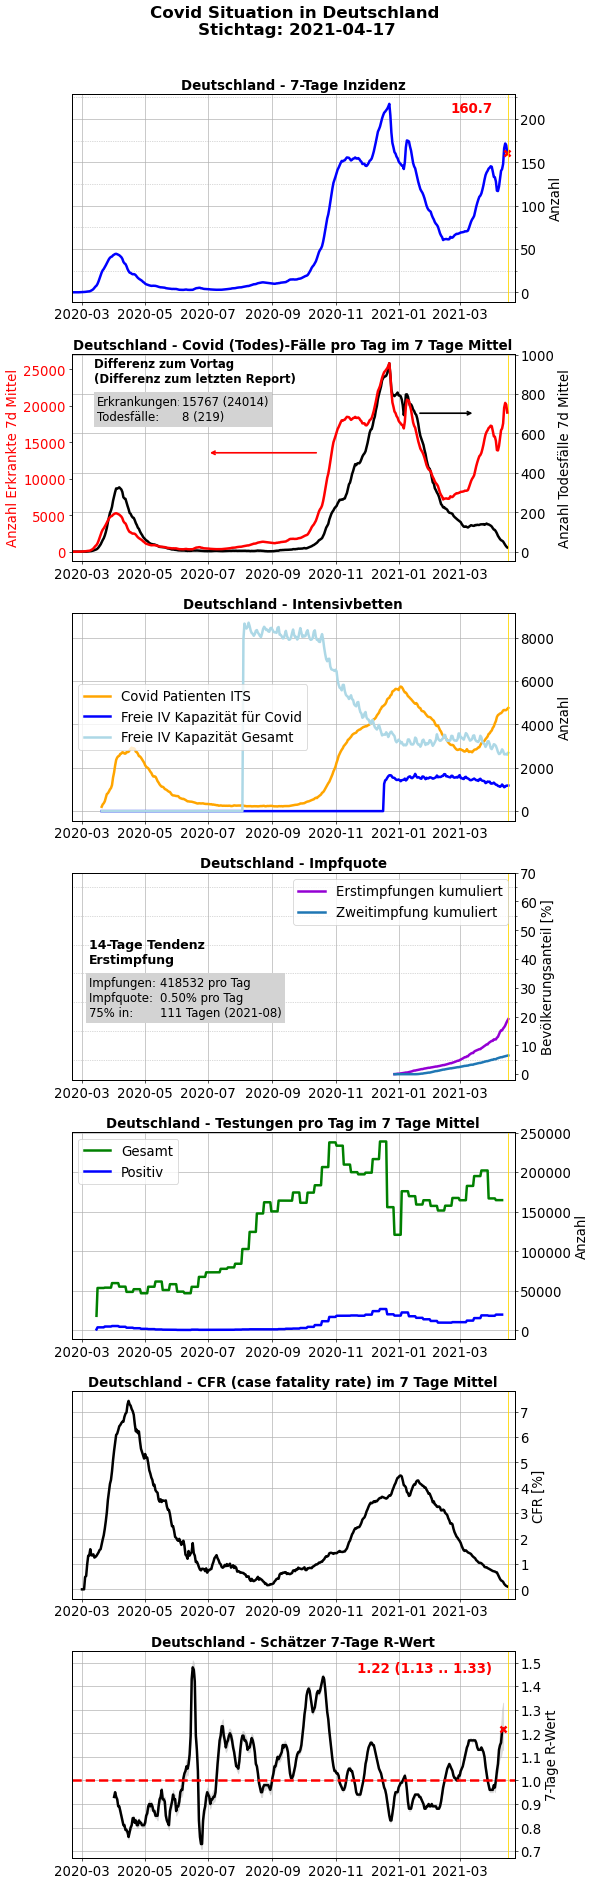 Covid Situation in Deutschland
Stichtag: 2021-04-17
Deutschland - 7-Tage Inzidenz
160.7
200
150
100
50
0
Anzahl
2020-03 2020-05 2020-07 2020-09 2020-11 2021-01 2021-03
Deutschland - Covid (Todes)-Fälle pro Tag im 7 Tage Mittel
Differenz zum Vortag
(Differenz zum letzten Report)
Erkrankungen: 15767 (24014)
Todesfälle: 8 (219)
Anzahl Erkrankte 7d Mittel
25000
20000
15000
10000
5000
0
1000
800
600
400
200
0
Anzahl Todesfälle 7d Mittel
2020-03 2020-05 2020-07 2020-09 2020-11 2021-01 2021-03
Deutschland - Intensivbetten
Covid Patienten ITS
Freie IV Kapazität für Covid
Freie IV Kapazität Gesamt
8000
6000
4000
2000
0
Anzahl
2020-03 2020-05 2020-07 2020-09 2020-11 2021-01 2021-03
Deutschland - Impfquote
Erstimpfungen kumuliert
Zweitimpfung kumuliert
14-Tage Tendenz
Erstimpfung
Impfungen: 418532 pro Tag
Impfquote: 0.50% pro Tag
75% in: 111 Tagen (2021-08)
70
60
50
40
30
20
10
0
Bevölkerungsanteil [%]
2020-03 2020-05 2020-07 2020-09 2020-11 2021-01 2021-03
Deutschland - Testungen pro Tag im 7 Tage Mittel
Gesamt
Positiv
250000
200000
150000
100000
50000
0
Anzahl
2020-03 2020-05 2020-07 2020-09 2020-11 2021-01 2021-03
Deutschland - CFR (case fatality rate) im 7 Tage Mittel
7
6
5
4
3
2
1
0
CFR [%]
2020-03 2020-05 2020-07 2020-09 2020-11 2021-01 2021-03
Deutschland - Schätzer 7-Tage R-Wert
1.22 (1.13 .. 1.33)
1.5
1.4
1.3
1.2
1.1
1.0
0.9
0.8
0.7
7-Tage R-Wert
2020-03 2020-05 2020-07 2020-09 2020-11 2021-01 2021-03